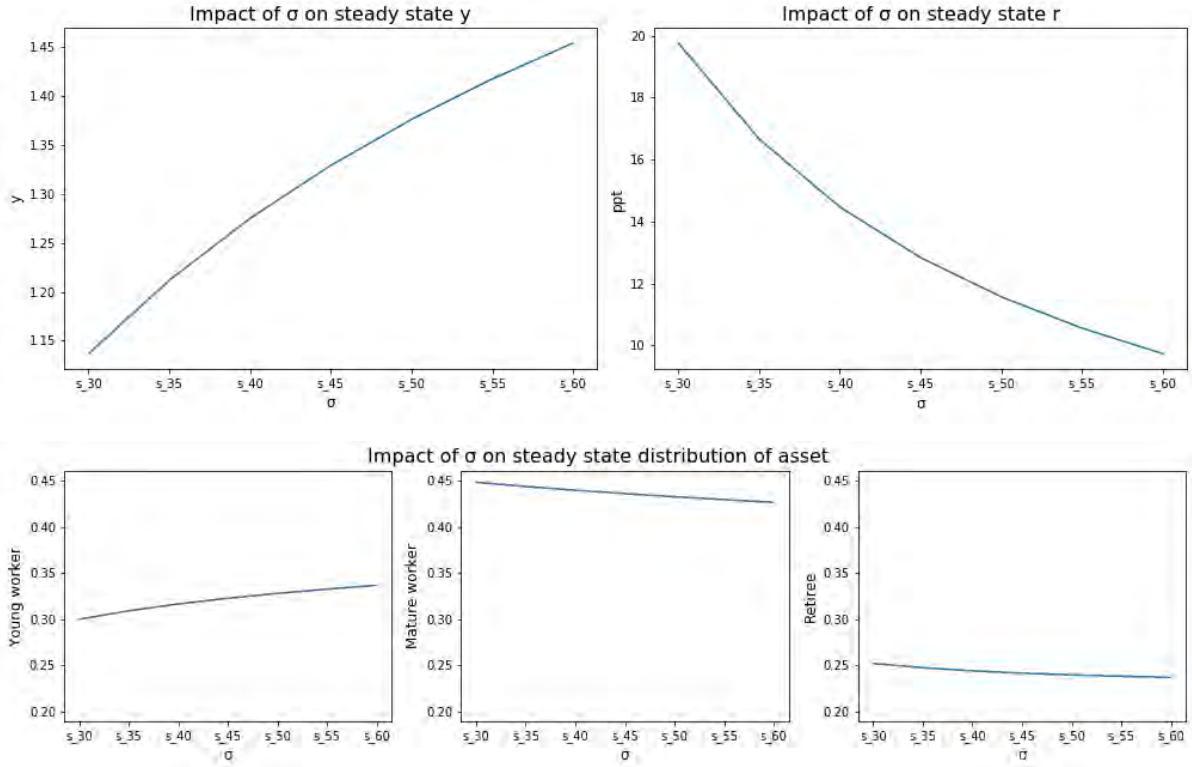 Impact of σ on steady state y
y
1.45
1.40
1.35
1.30
1.25
1.20
1.15
s_30 s_35 s_40 s_45 s_50 s_55 s_60
σ
Impact of σ on steady state r
ppt
20
18
16
14
12
10
s_30 s_35 s_40 s_45 s_50 s_55 s_60
σ
Impact of σ on steady state distribution of asset
Young worker
0.45
0.40
0.35
0.30
0.25
0.20
s_30 s_35 s_40 s_45 s_50 s_55 s_60
σ
Mature worker
0.45
0.40
0.35
0.30
0.25
0.20
s_30 s_35 s_40 s_45 s_50 s_55 s_60
σ
Retiree
0.45
0.40
0.35
0.30
0.25
0.20
s_30 s_35 s_40 s_45 s_50 s_55 s_60
σ